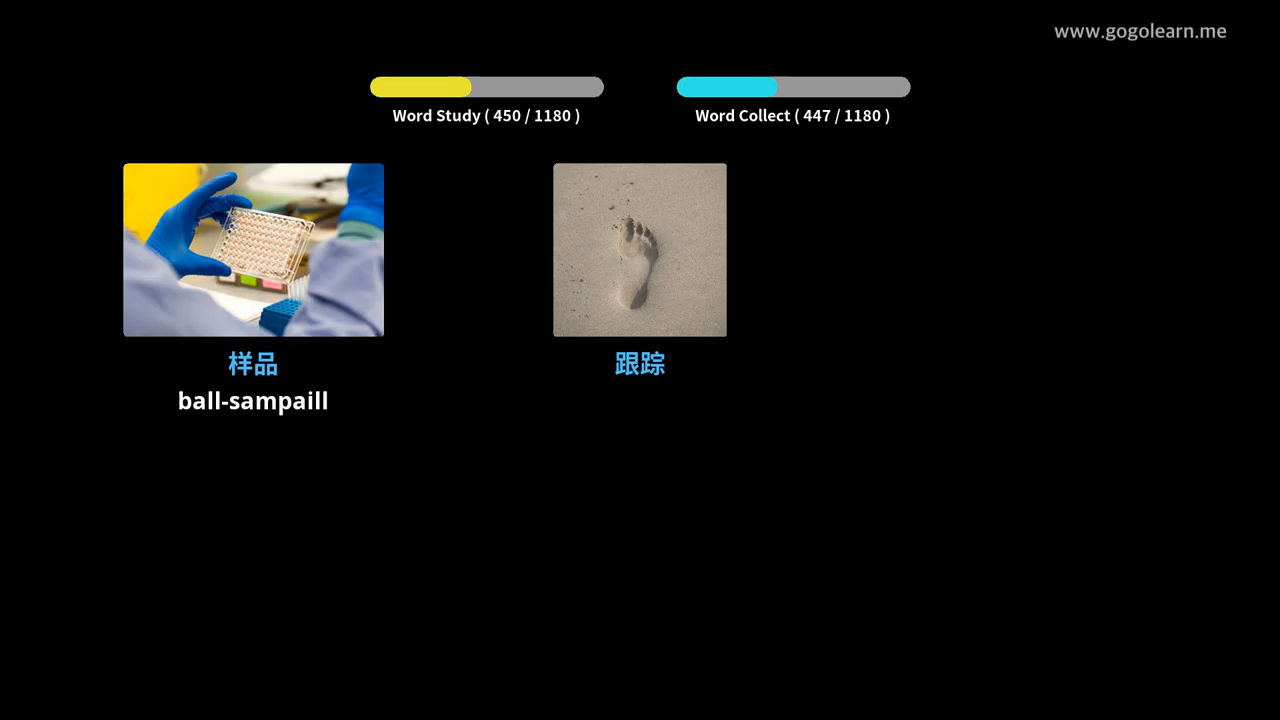 www.gogolearn.me
Word Study ( 450 / 1180 )
Word Collect ( 447 / 1180 )
样品
ball-sampaill
跟踪